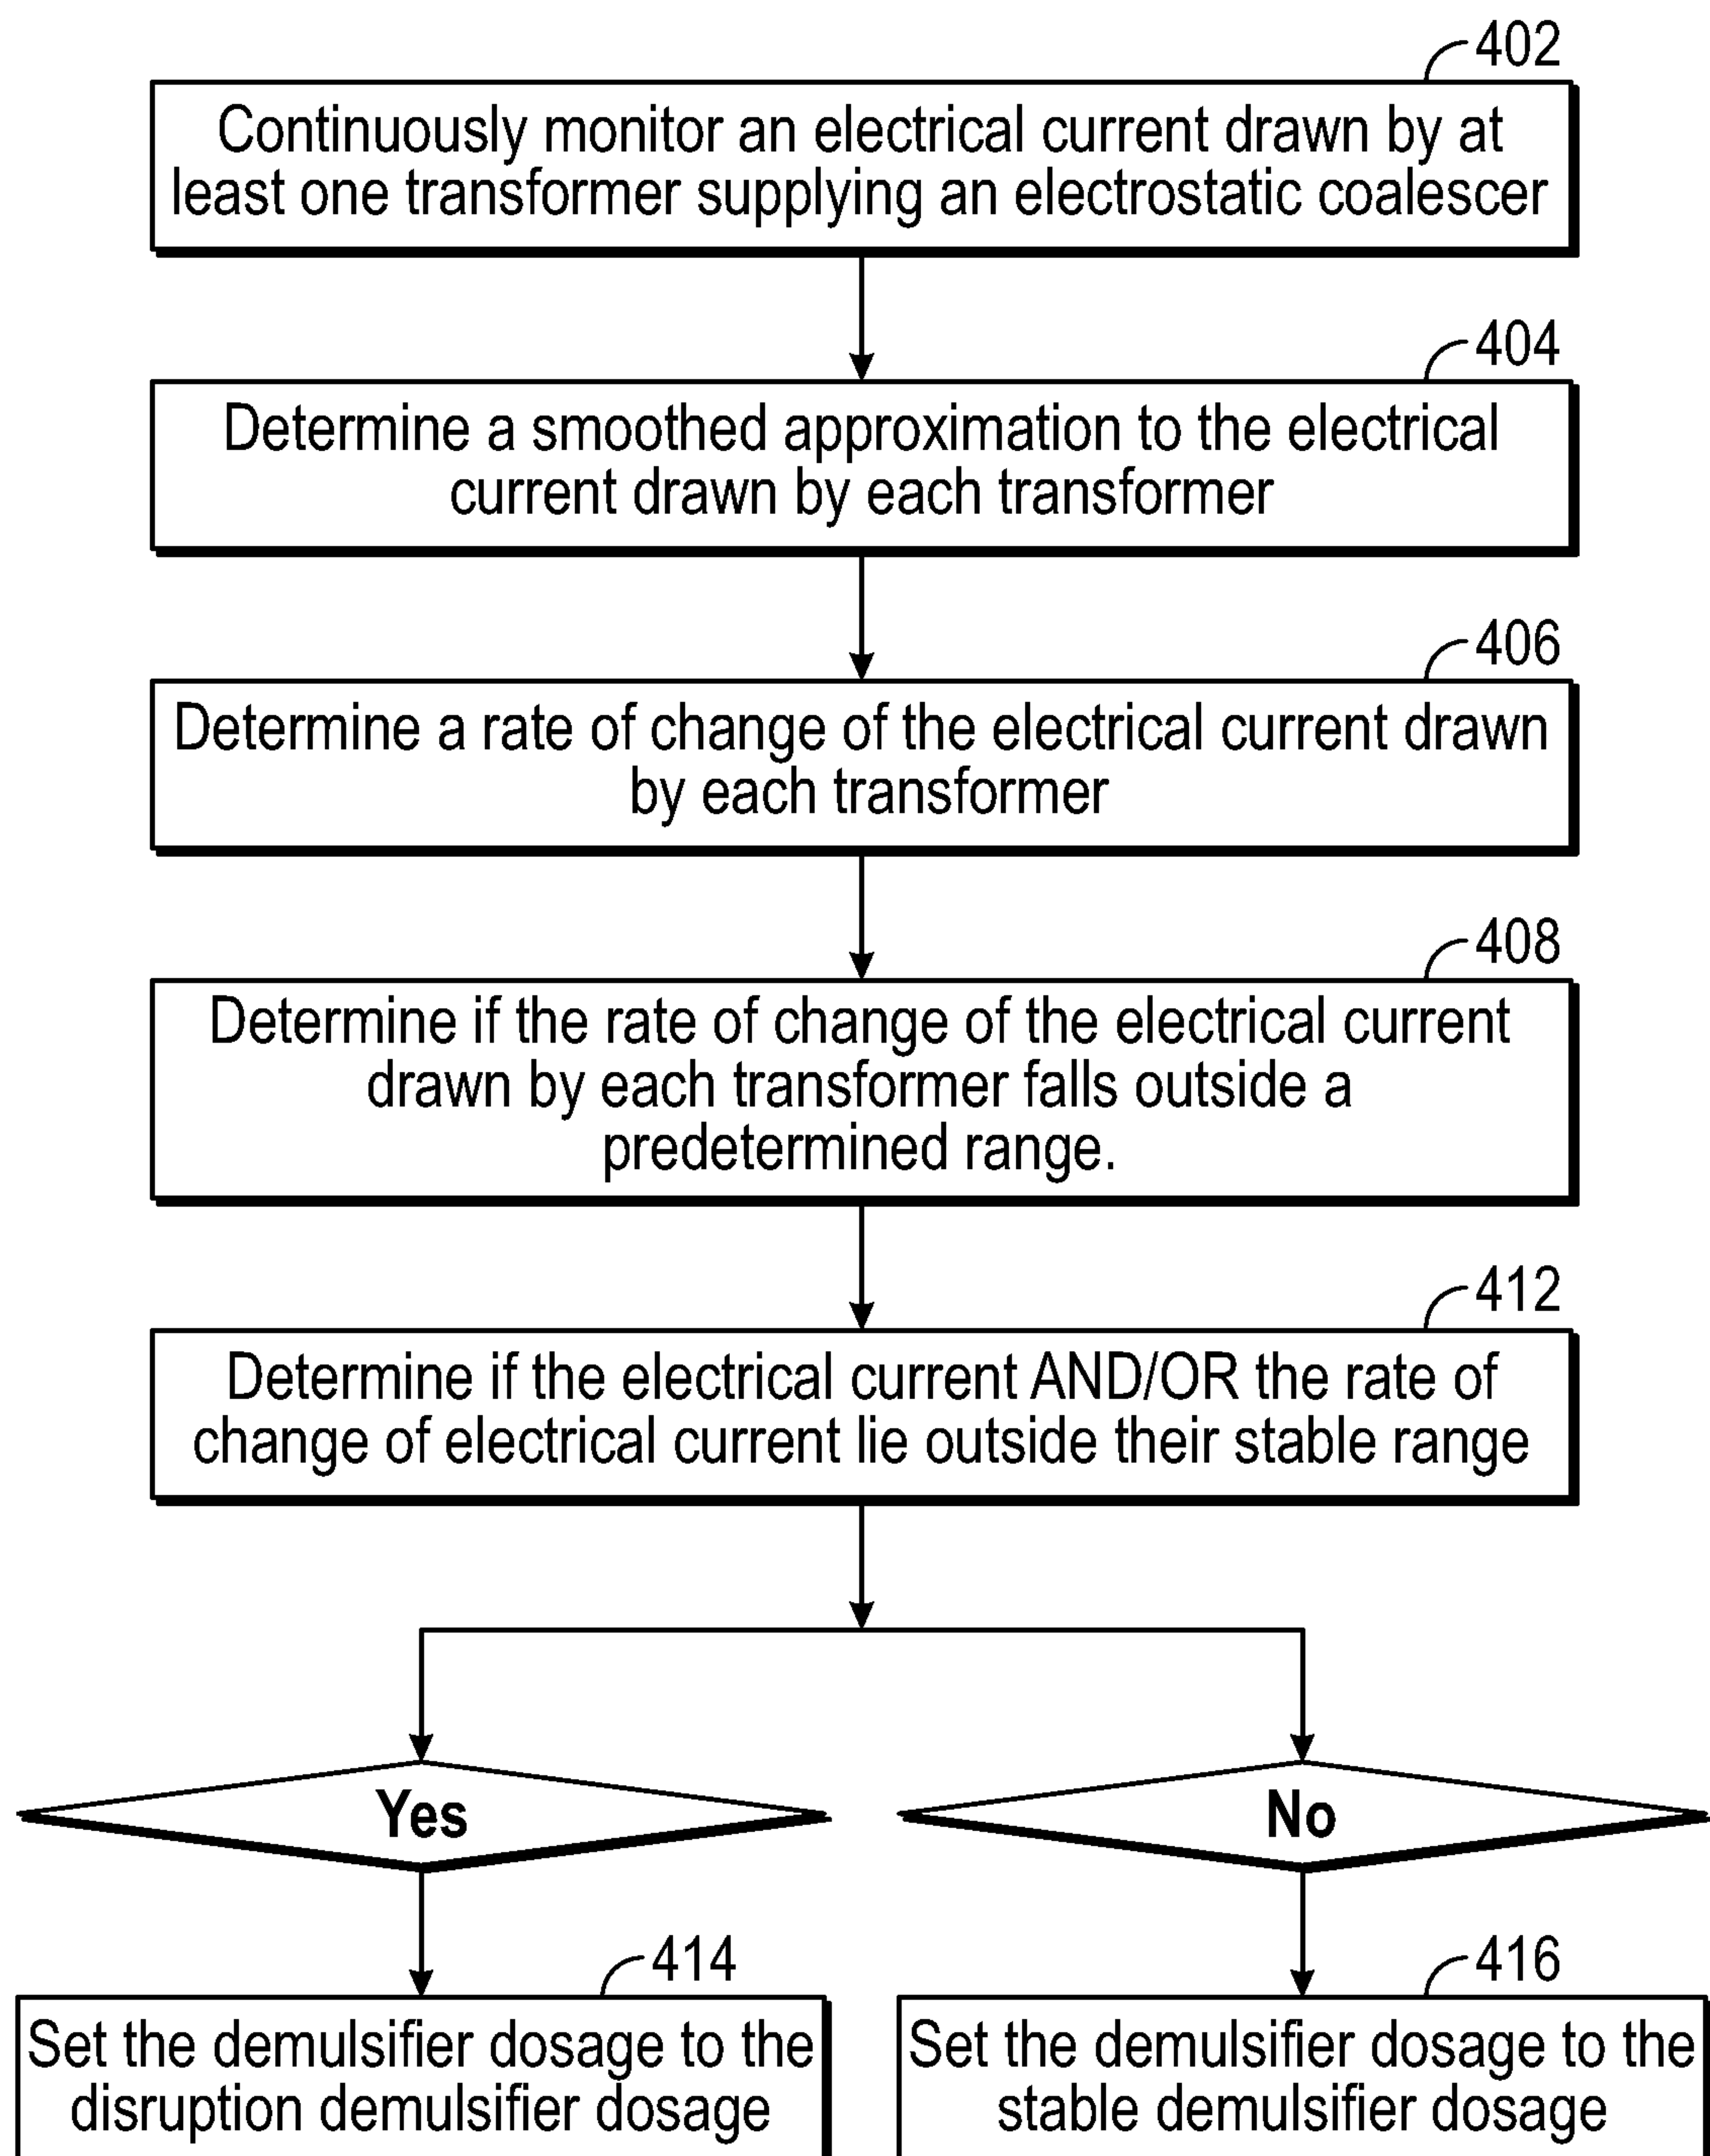 402
Continuously monitor an electrical current drawn by at
least one transformer supplying an electrostatic coalescer
404
Determine a smoothed approximation to the electrical
current drawn by each transformer
406
Determine a rate of change of the electrical current drawn
by each transformer
408
Determine if the rate of change of the electrical current
drawn by each transformer falls outside a
predetermined range.
412
Determine if the electrical current AND/OR the rate of
change of electrical current lie outside their stable range
Yes
No
414
Set the demulsifier dosage to the
disruption demulsifier dosage
416
Set the demulsifier dosage to the
stable demulsifier dosage